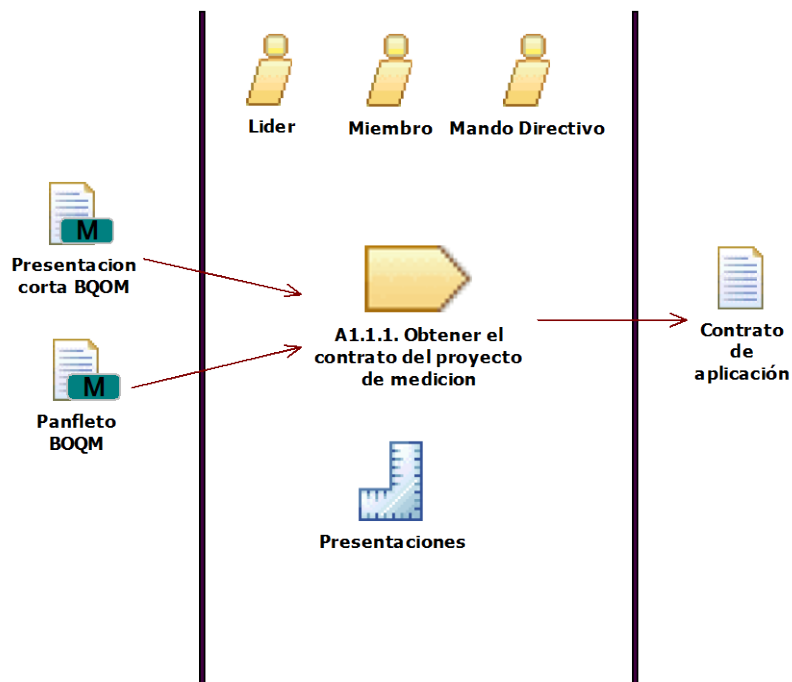 Lider
Miembro
Mando Directivo
M
Presentacion
corta BQOM
M
Panfleto
BOQM
A1.1.1. Obtener el
contrato del proyecto
de medicion
Presentaciones
Contrato
de
aplicación